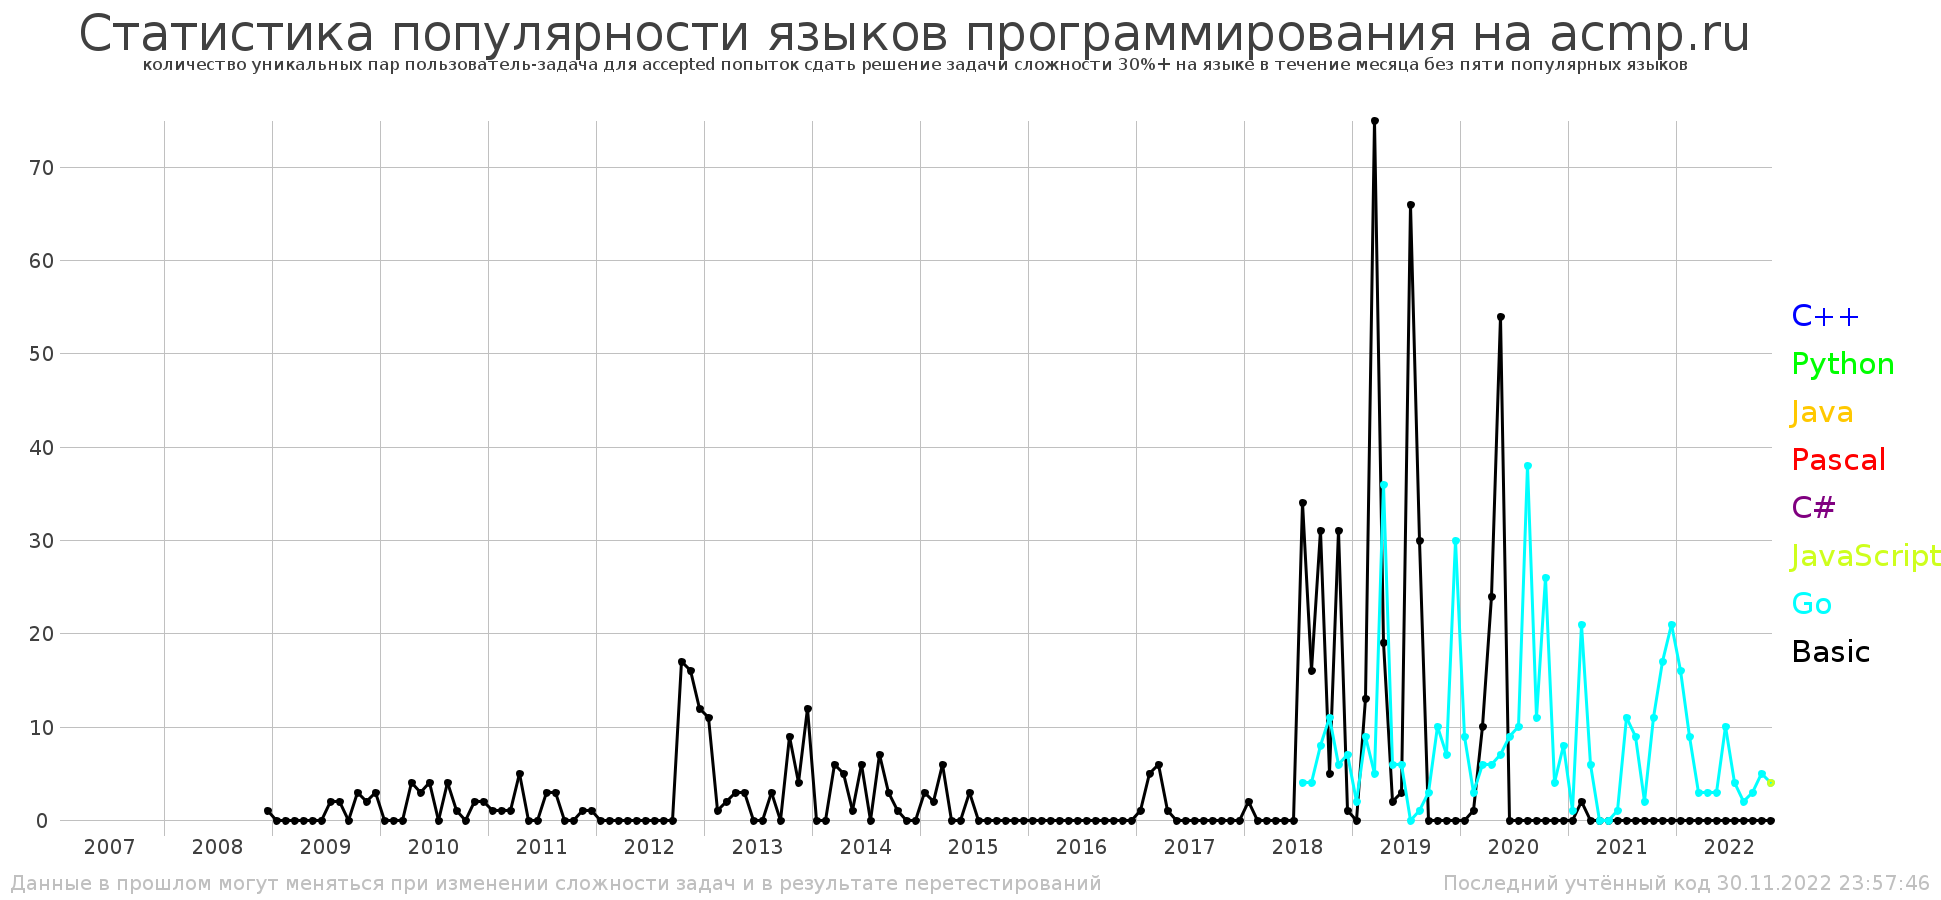 Статистика популярности языков программирования на acmp.ru
количество уникальных пар пользователь-задача для accepted попыток сдать решение задачи сложности 30%+ на языке в течение месяца без пяти популярных языков
70
60
50
40
30
20
10
0
C++
Python
Java
Pascal
C#
JavaScript
Go
Basic
2007 2008 2009 2010 2011 2012 2013 2014 2015 2016 2017 2018 2019 2020 2021 2022
Данные в прошлом могут меняться при изменении сложности задач и в результате перетестирований
Последний учтённый код 30.11.2022 23:57:46